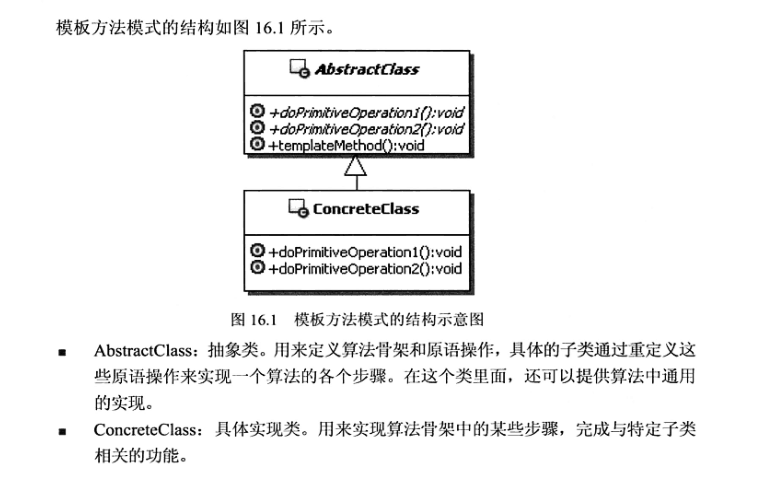 模板方法模式的结构如图 16.1 所示。
AbstractClass
+doPrimitiveOperation1():void
+doPrimitiveOperation2():void
+templateMethod():void
ConcreteClass
+doPrimitiveOperation1():void
+doPrimitiveOperation2():void
图 16.1 模板方法模式的结构示意图
■ AbstractClass：抽象类。用来定义算法骨架和原语操作，具体的子类通过重定义这
些原语操作来实现一个算法的各个步骤。在这个类里面，还可以提供算法中通用
的实现。
■ ConcreteClass：具体实现类。用来实现算法骨架中的某些步骤，完成与特定子类
相关的功能。